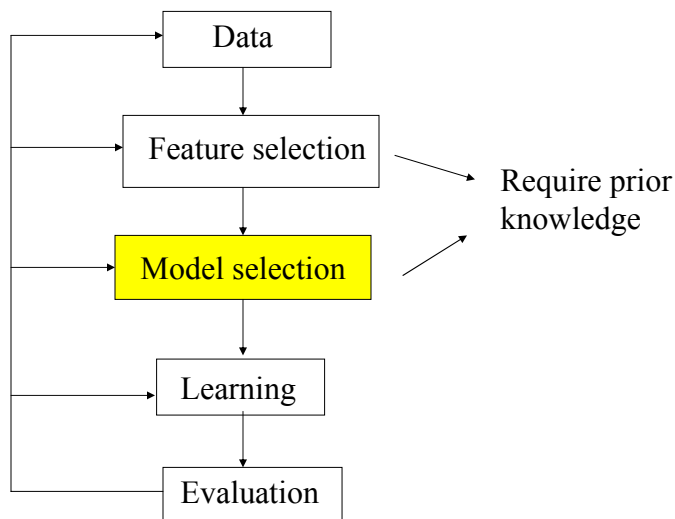 Data
Feature selection
Require prior
knowledge
Model selection
Learning
Evaluation